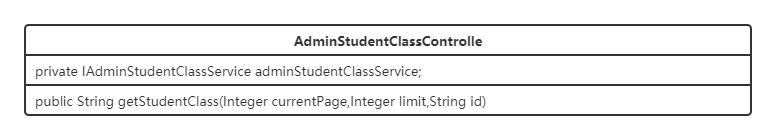 AdminStudentClassControlle
private IAdminStudentClassService adminStudentClassService;
public String getStudentClass(Integer currentPage,Integer limit,String id)